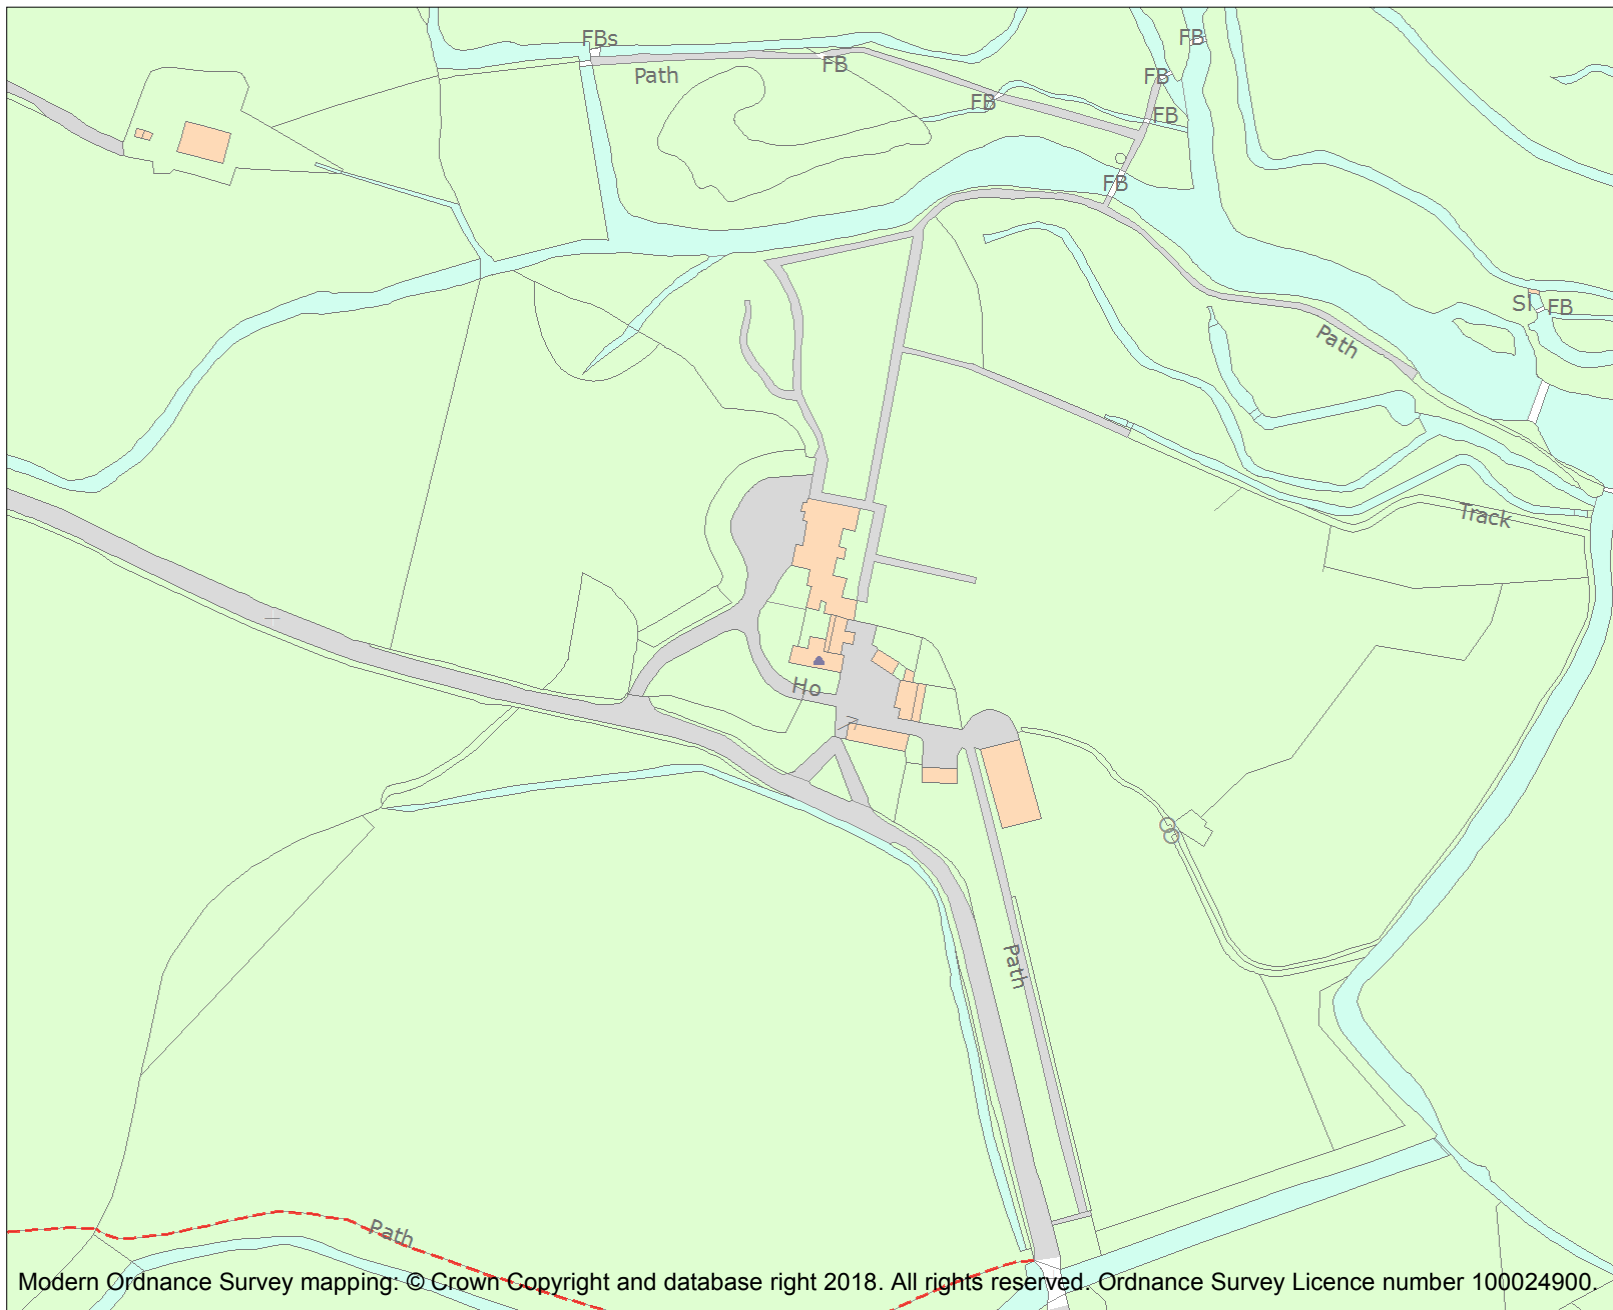 FBs
FB
Path
FB
FB
FB
FB
FB
Sl
FB
Path
Track
Ho
Path
Path
Modern Ordnance Survey mapping: © Crown Copyright and database right 2018. All rights reserved. Ordnance Survey Licence number 100024900.